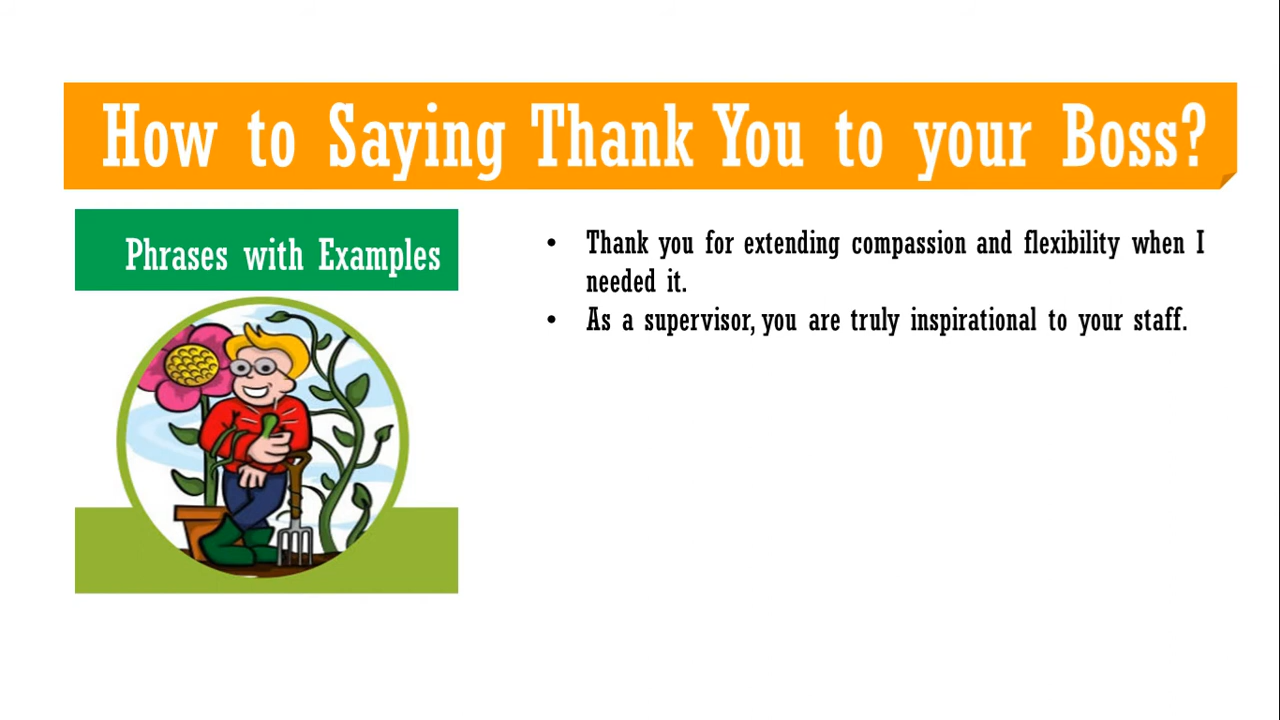 How to Saying Thank You to your Boss?
Phrases with Examples
• Thank you for extending compassion and flexibility when I
needed it.
• As a supervisor, you are truly inspirational to your staff.